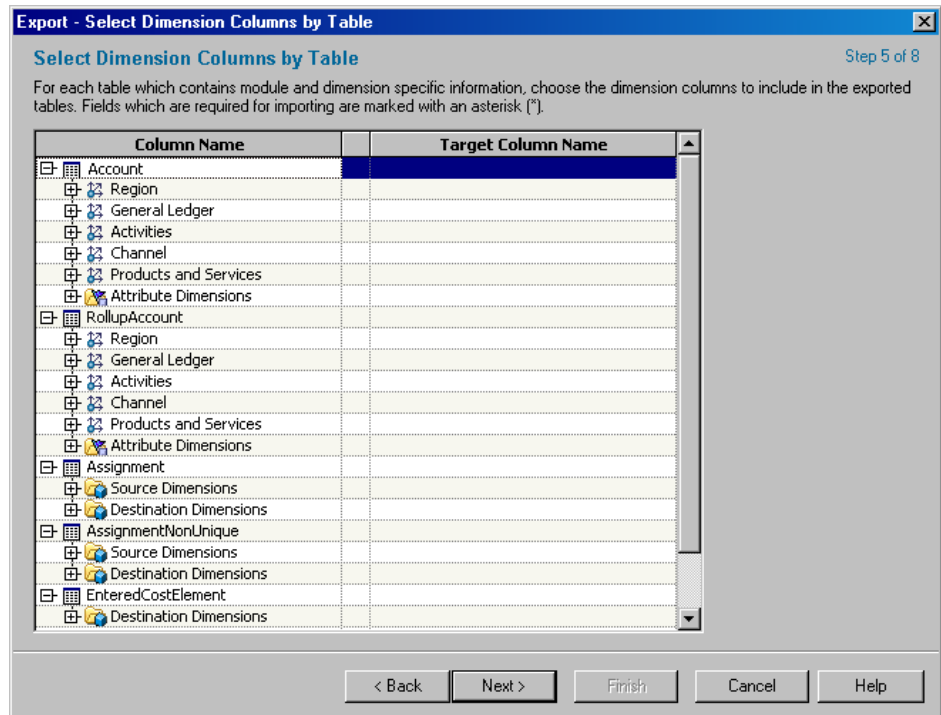 Export - Select Dimension Columns by Table
Select Dimension Columns by Table
Step 5 of 8
For each table which contains module and dimension specific information, choose the dimension columns to include in the exported
tables. Fields which are required for importing are marked with an asterisk (*).
Column Name
Target Column Name
Account
Region
General Ledger
Activities
Channel
Products and Services
Attribute Dimensions
RollupAccount
Region
General Ledger
Activities
Channel
Products and Services
Attribute Dimensions
Assignment
Source Dimensions
Destination Dimensions
AssignmentNonUnique
Source Dimensions
Destination Dimensions
EnteredCostElement
Destination Dimensions
< Back
Next >
Finish
Cancel
Help